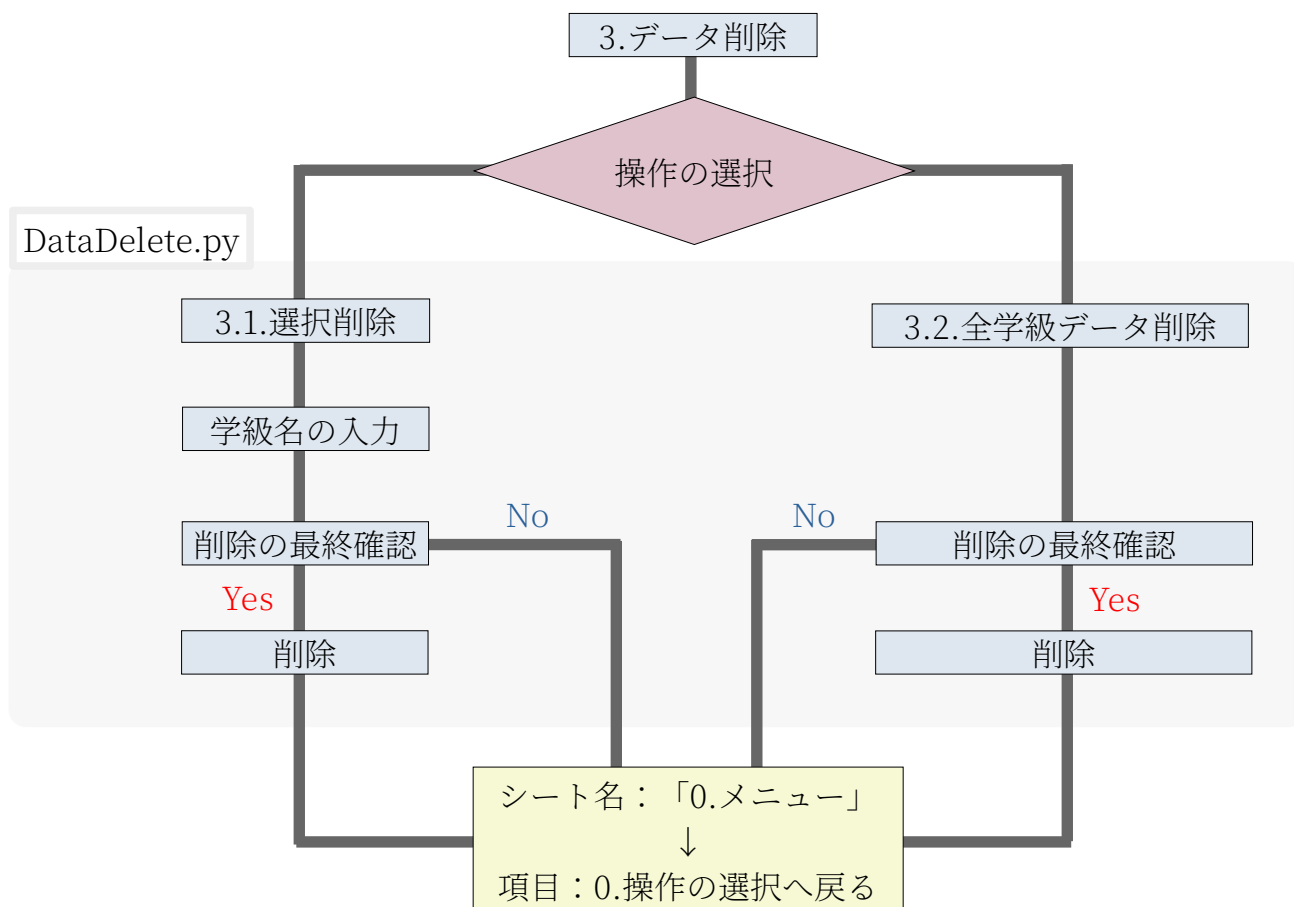 3.データ削除
操作の選択
DataDelete.py
3.1.選択削除
3.2.全学級データ削除
学級名の入力
No
No
削除の最終確認
削除の最終確認
Yes
Yes
削除
削除
シート名：「0.メニュー」
↓
項目：0.操作の選択へ戻る